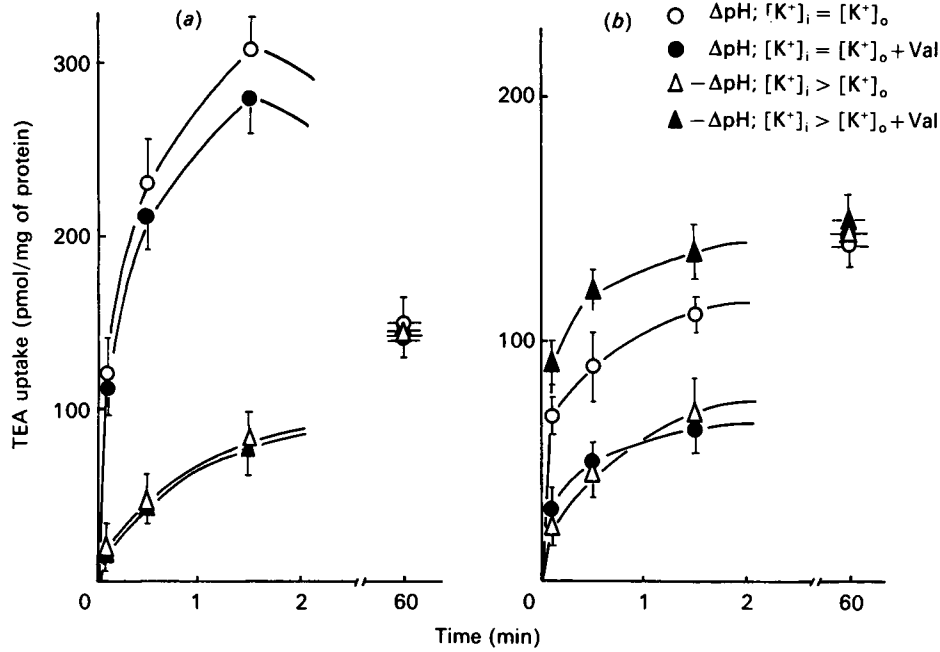 (a)
300
200
100
0
1
2
60
TEA uptake (pmol/mg of protein)
(b)
200
100
0
1
2
60
Time (min)
ΔpH; [K⁺]ᵢ = [K⁺]ₒ
ΔpH; [K⁺]ᵢ = [K⁺]ₒ + Val
−ΔpH; [K⁺]ᵢ > [K⁺]ₒ
−ΔpH; [K⁺]ᵢ > [K⁺]ₒ + Val